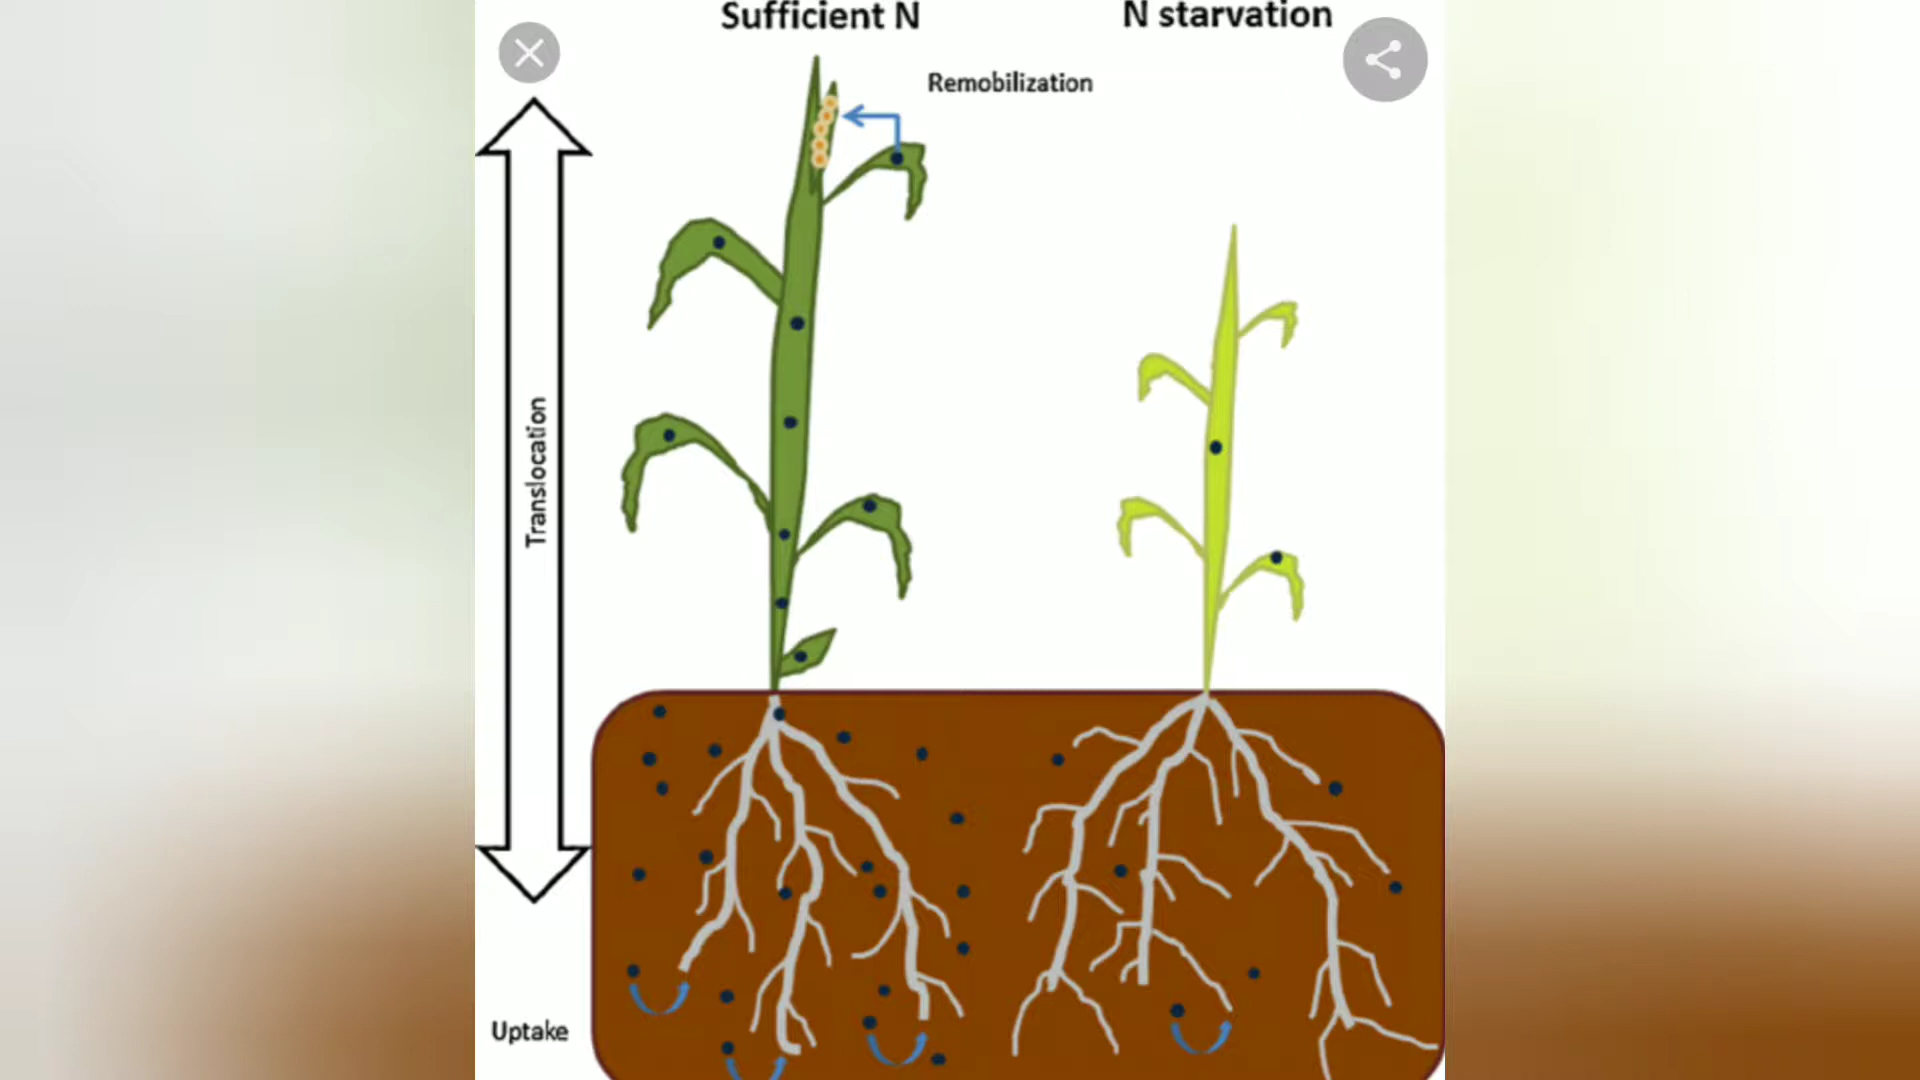 Sufficient N
N starvation
Remobilization
Translocation
Uptake